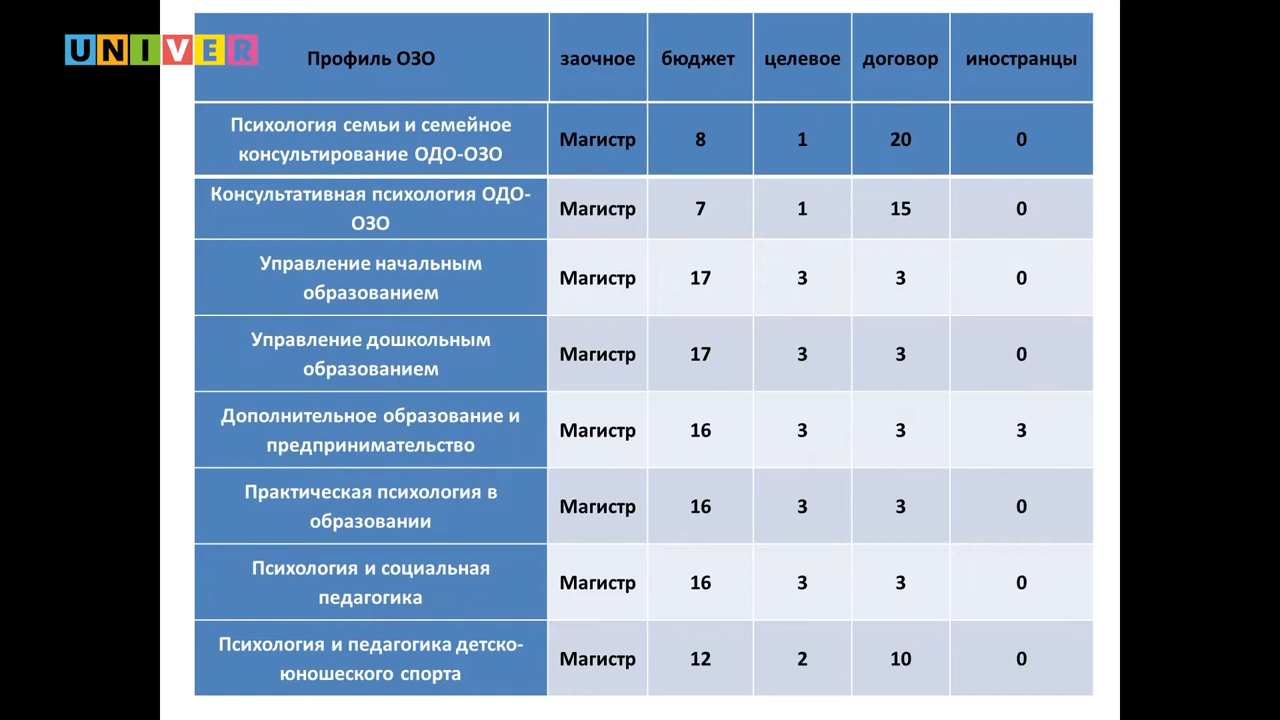 UNIVER
Профиль ОЗО заочное бюджет целевое договор иностранцы
Психология семьи и семейное
консультирование ОДО-ОЗО Магистр 8 1 20 0
Консультативная психология ОДО-
ОЗО Магистр 7 1 15 0
Управление начальным
образованием Магистр 17 3 3 0
Управление дошкольным
образованием Магистр 17 3 3 0
Дополнительное образование и
предпринимательство Магистр 16 3 3 3
Практическая психология в
образовании Магистр 16 3 3 0
Психология и социальная
педагогика Магистр 16 3 3 0
Психология и педагогика детско-
юношеского спорта Магистр 12 2 10 0